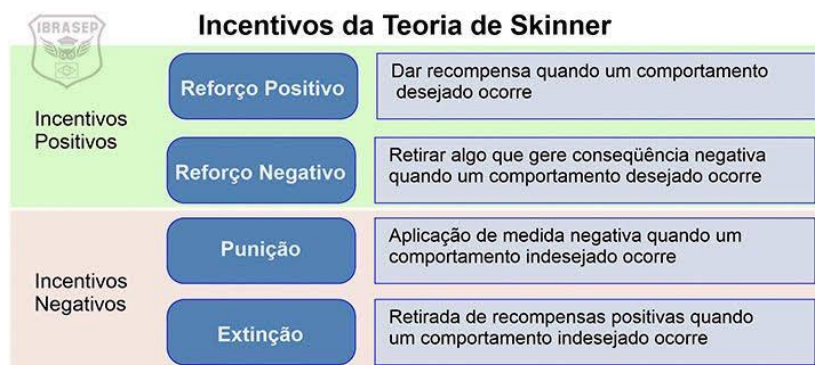 IBRASEP
Incentivos da Teoria de Skinner
Incentivos
Positivos
Reforço Positivo
Dar recompensa quando um comportamento
desejado ocorre
Reforço Negativo
Retirar algo que gere conseqüência negativa
quando um comportamento desejado ocorre
Incentivos
Negativos
Punição
Aplicação de medida negativa quando um
comportamento indesejado ocorre
Extinção
Retirada de recompensas positivas quando
um comportamento indesejado ocorre